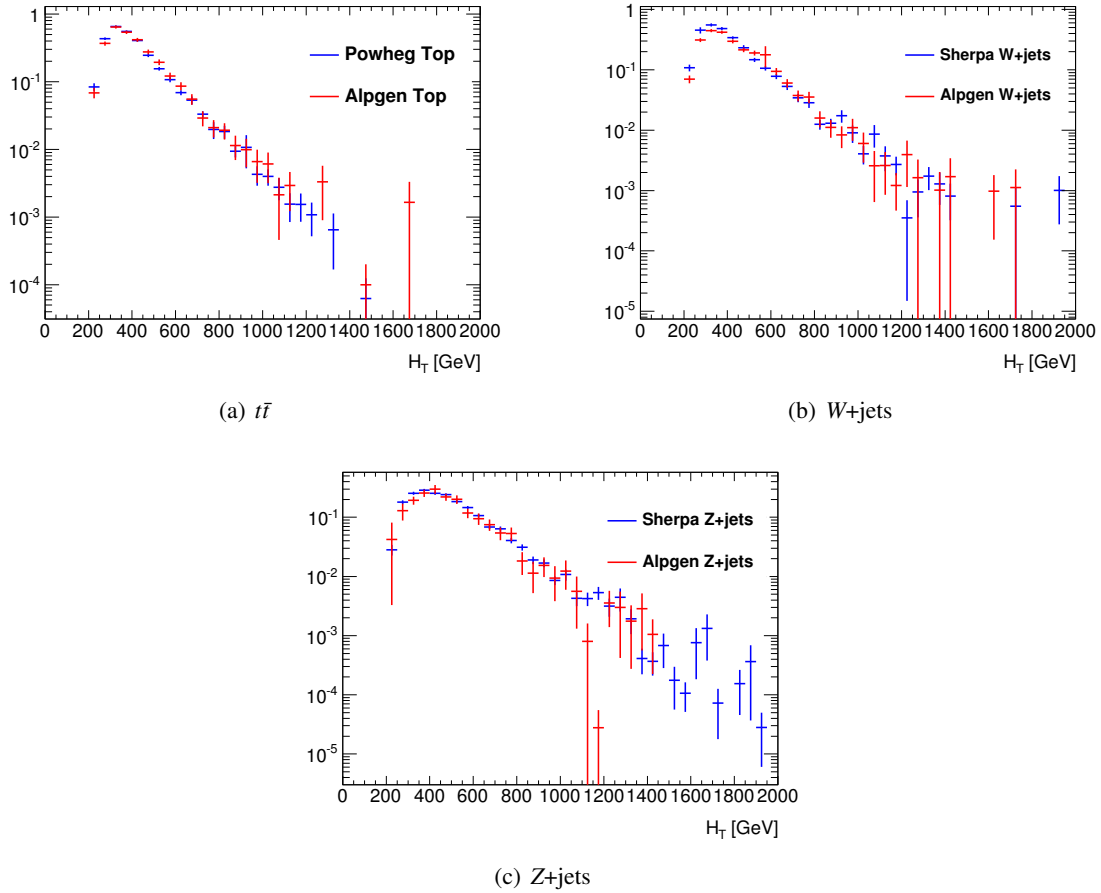 1
10⁻¹
10⁻²
10⁻³
10⁻⁴
Powheg Top
Alpgen Top
0 200 400 600 800 1000 1200 1400 1600 1800 2000
H_T [GeV]
(a) tt̄
1
10⁻¹
10⁻²
10⁻³
10⁻⁴
10⁻⁵
Sherpa W+jets
Alpgen W+jets
0 200 400 600 800 1000 1200 1400 1600 1800 2000
H_T [GeV]
(b) W+jets
10⁻¹
10⁻²
10⁻³
10⁻⁴
10⁻⁵
Sherpa Z+jets
Alpgen Z+jets
0 200 400 600 800 1000 1200 1400 1600 1800 2000
H_T [GeV]
(c) Z+jets